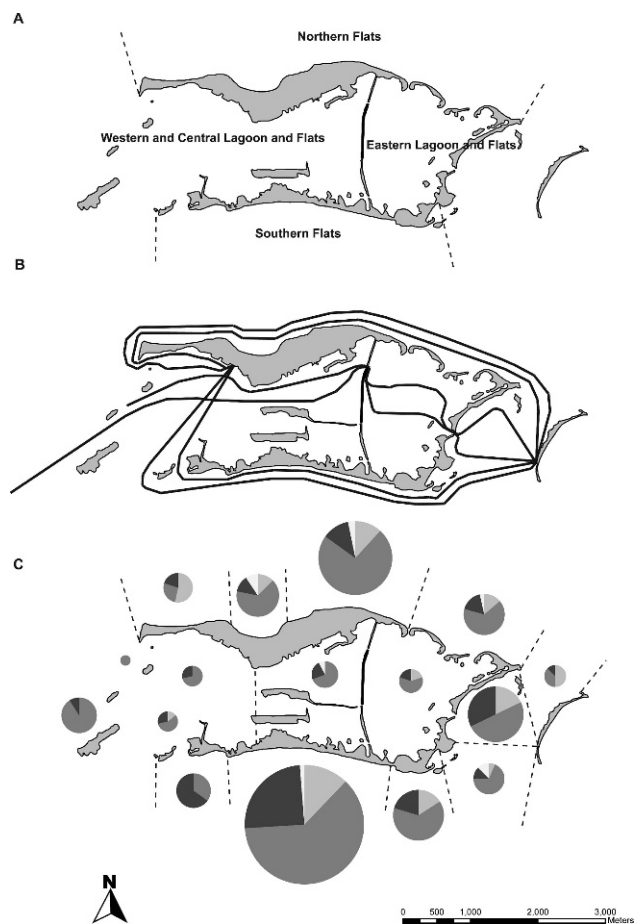 A
Northern Flats
Western and Central Lagoon and Flats
Eastern Lagoon and Flats
Southern Flats
B
C
N
0 500 1,000 2,000 3,000
Meters